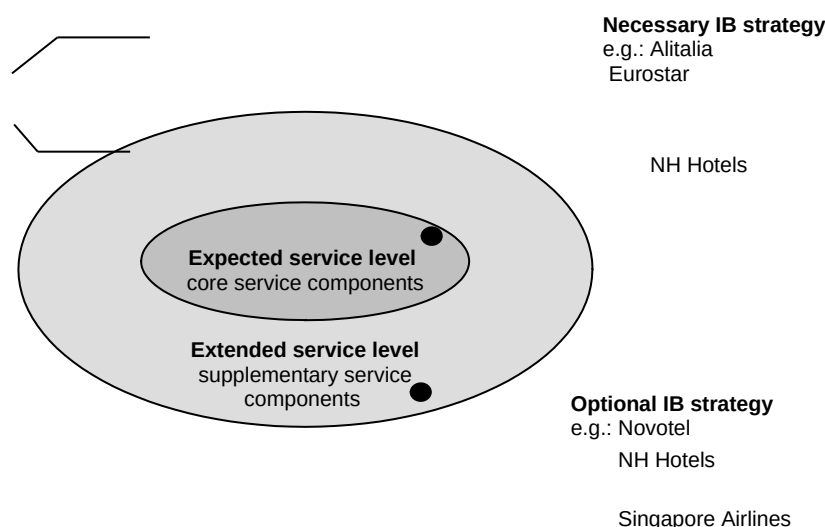 Necessary IB strategy
e.g.: Alitalia
Eurostar
NH Hotels
Expected service level
core service components
Extended service level
supplementary service
components
Optional IB strategy
e.g.: Novotel
NH Hotels
Singapore Airlines